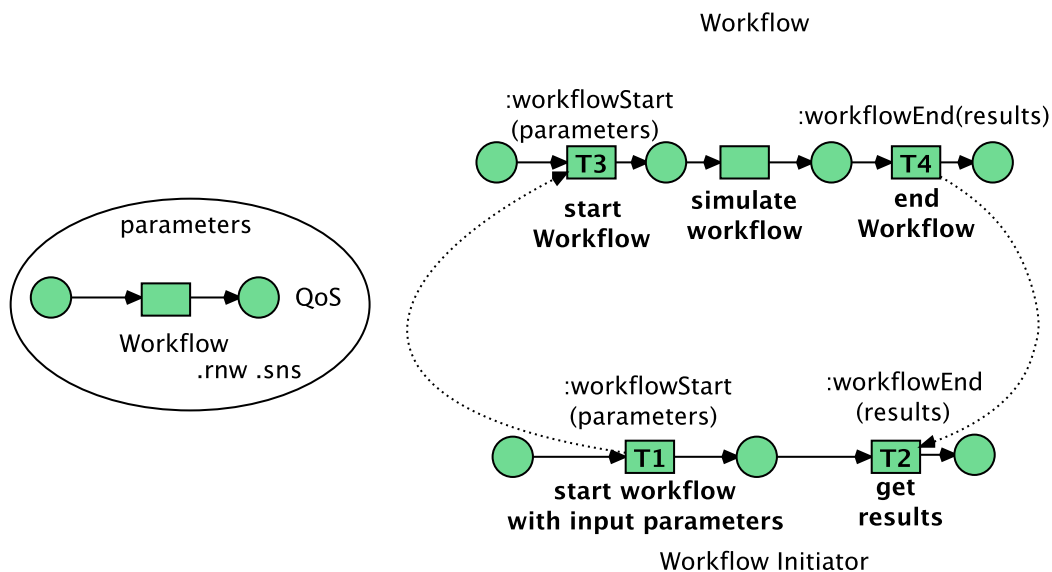 Workflow
:workflowStart
(parameters)
:workflowEnd(results)
T3
T4
start
Workflow
simulate
workflow
end
Workflow
parameters
QoS
Workflow
.rnw .sns
:workflowStart
(parameters)
:workflowEnd
(results)
T1
T2
start workflow
with input parameters
get
results
Workflow Initiator